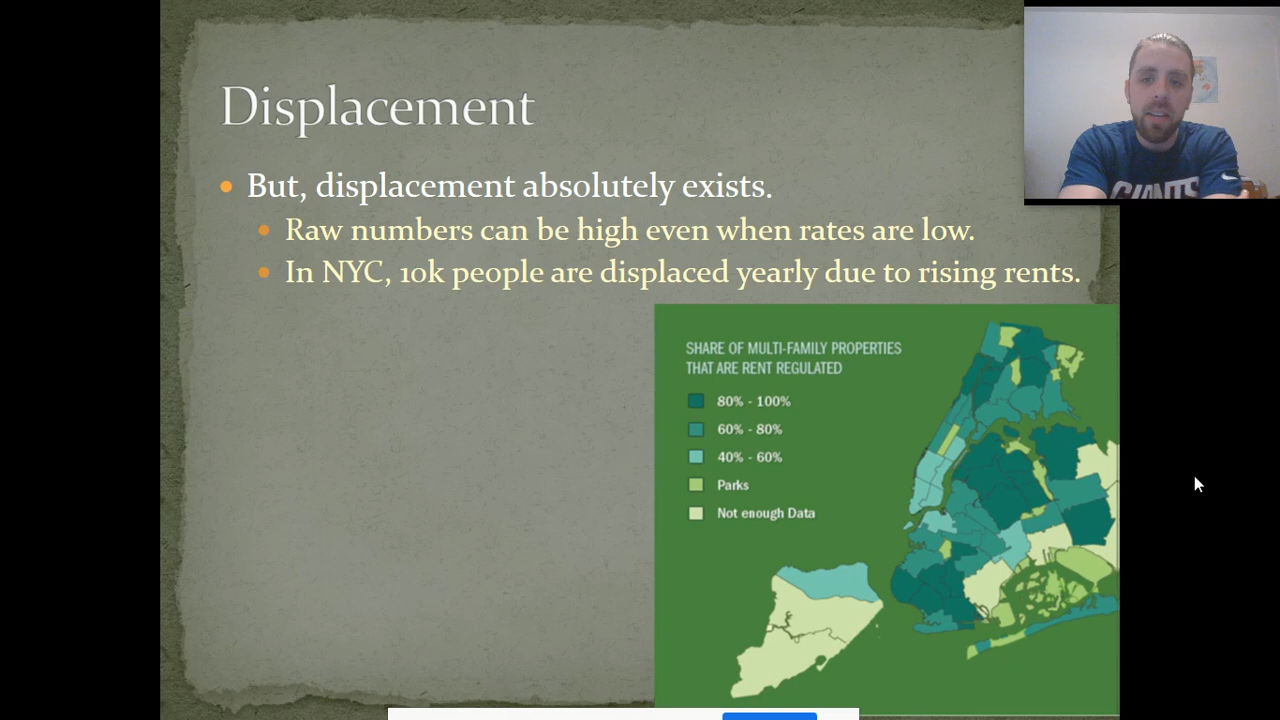 Displacement
But, displacement absolutely exists.
Raw numbers can be high even when rates are low.
In NYC, 10k people are displaced yearly due to rising rents.
SHARE OF MULTI-FAMILY PROPERTIES
THAT ARE RENT REGULATED
80% - 100%
60% - 80%
40% - 60%
Parks
Not enough Data
GIANTS